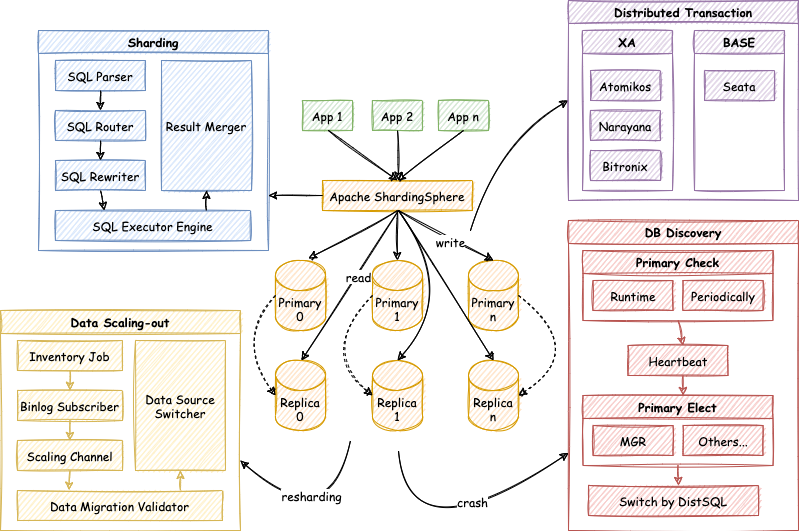 Sharding
SQL Parser
SQL Router
SQL Rewriter
Result Merger
SQL Executor Engine
App 1
App 2
App n
Apache ShardingSphere
Distributed Transaction
XA
Atomikos
Narayana
Bitronix
BASE
Seata
write
read
Primary
0
Primary
1
Primary
n
Replica
0
Replica
1
Replica
n
resharding
crash
Data Scaling-out
Inventory Job
Binlog Subscriber
Scaling Channel
Data Source
Switcher
Data Migration Validator
DB Discovery
Primary Check
Runtime
Periodically
Heartbeat
Primary Elect
MGR
Others...
Switch by DistSQL